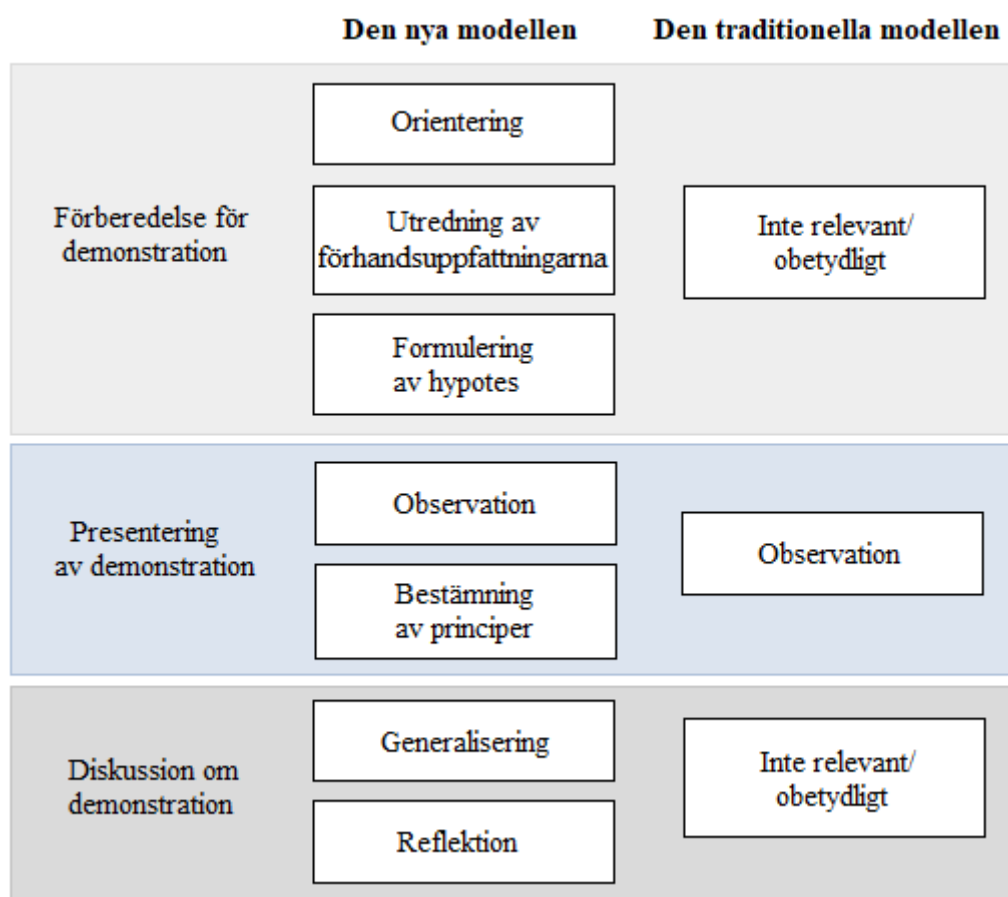 Den nya modellen
Den traditionella modellen
Förberedelse för
demonstration
Orientering
Utredning av
förhandsuppfattningarna
Formulering
av hypotes
Inte relevant/
obetydligt
Presentering
av demonstration
Observation
Bestämning
av principer
Observation
Diskussion om
demonstration
Generalisering
Reflektion
Inte relevant/
obetydligt